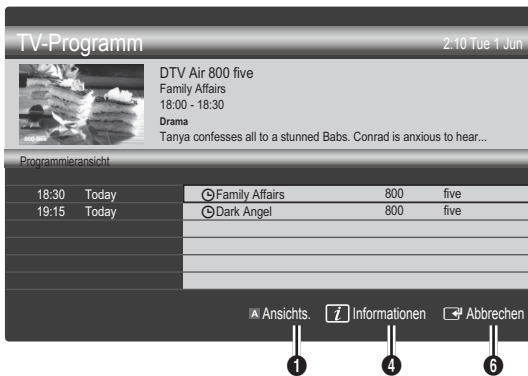 TV-Programm 2:10 Tue 1 Jun
DTV Air 800 five
Family Affairs
18:00 - 18:30
Drama
Tanya confesses all to a stunned Babs. Conrad is anxious to hear...
Programmieransicht
18:30 Today Family Affairs 800 five
19:15 Today Dark Angel 800 five
A Ansichts. i Informationen Abbrechen
1 4 6